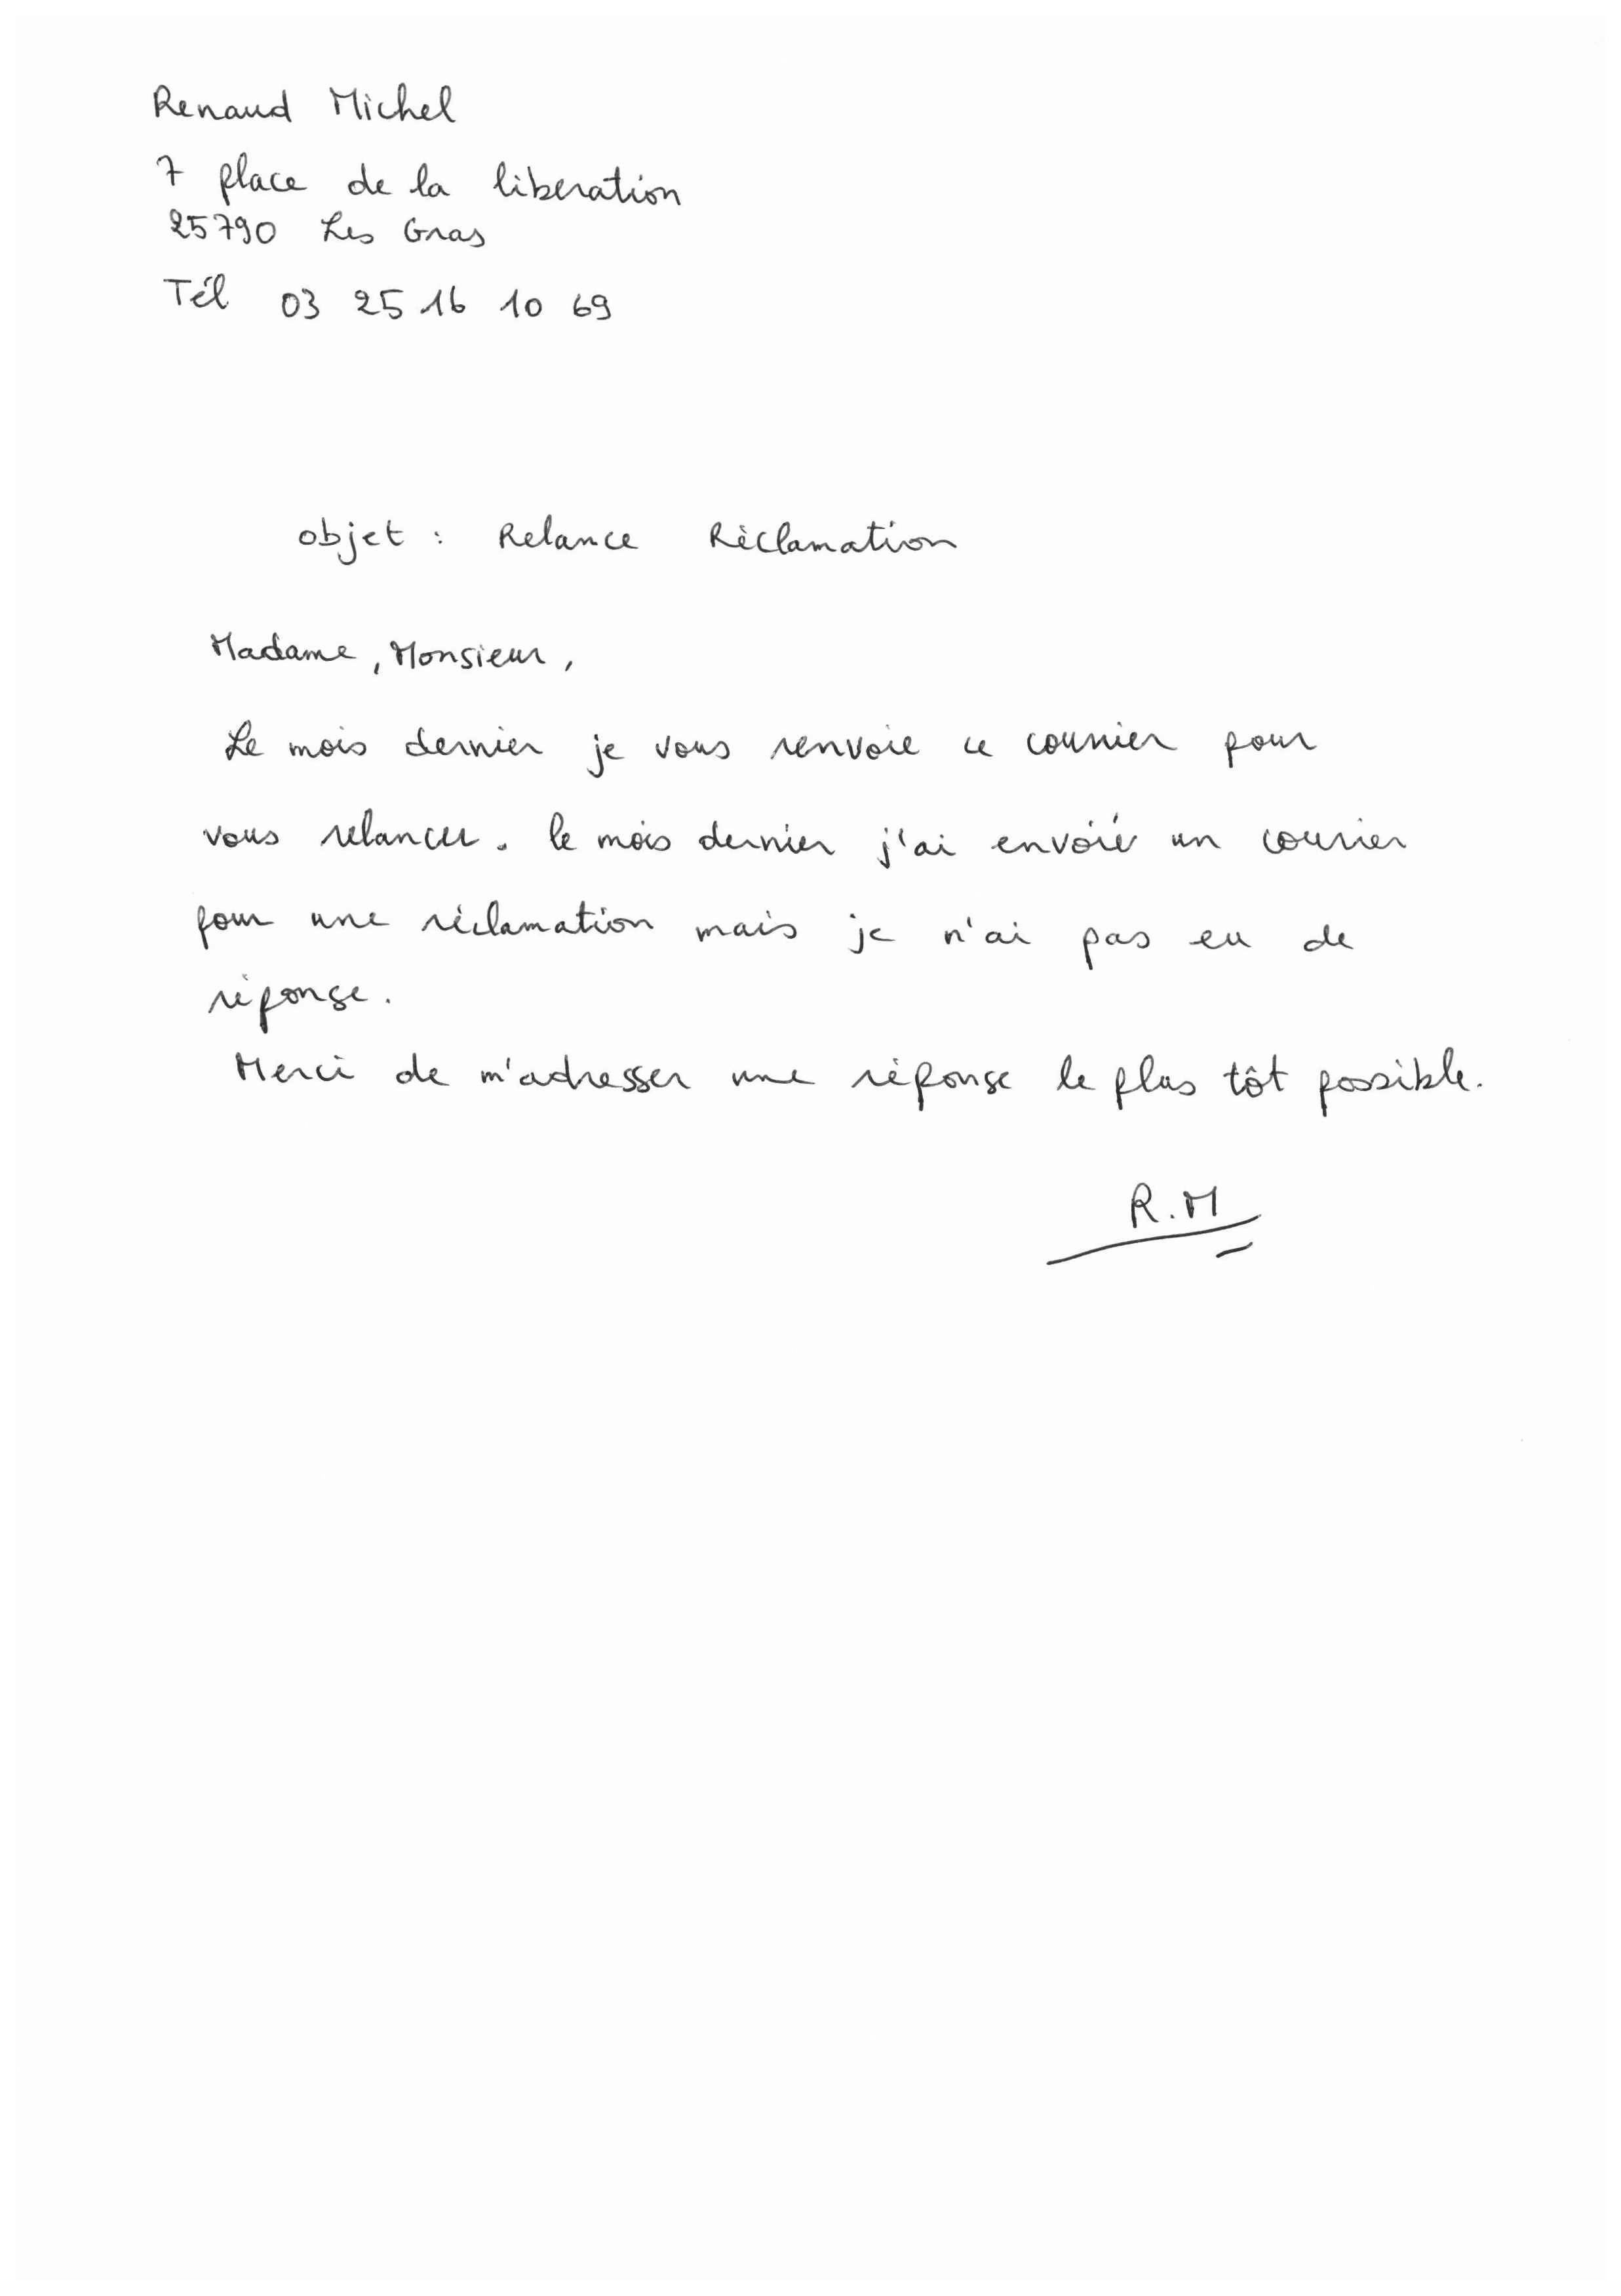 Renaud Michel
7 place de la liberation
25790 Les Gras
Tél 03 25 16 10 69
objet : Relance Réclamation
Madame, Monsieur,
Le mois dernier je vous renvoie ce courrier pour
vous relancer. le mois dernier j'ai envoié un courrier
pour une réclamation mais je n'ai pas eu de
réponse.
Merci de m'adresser une réponse le plus tôt possible.
R.M